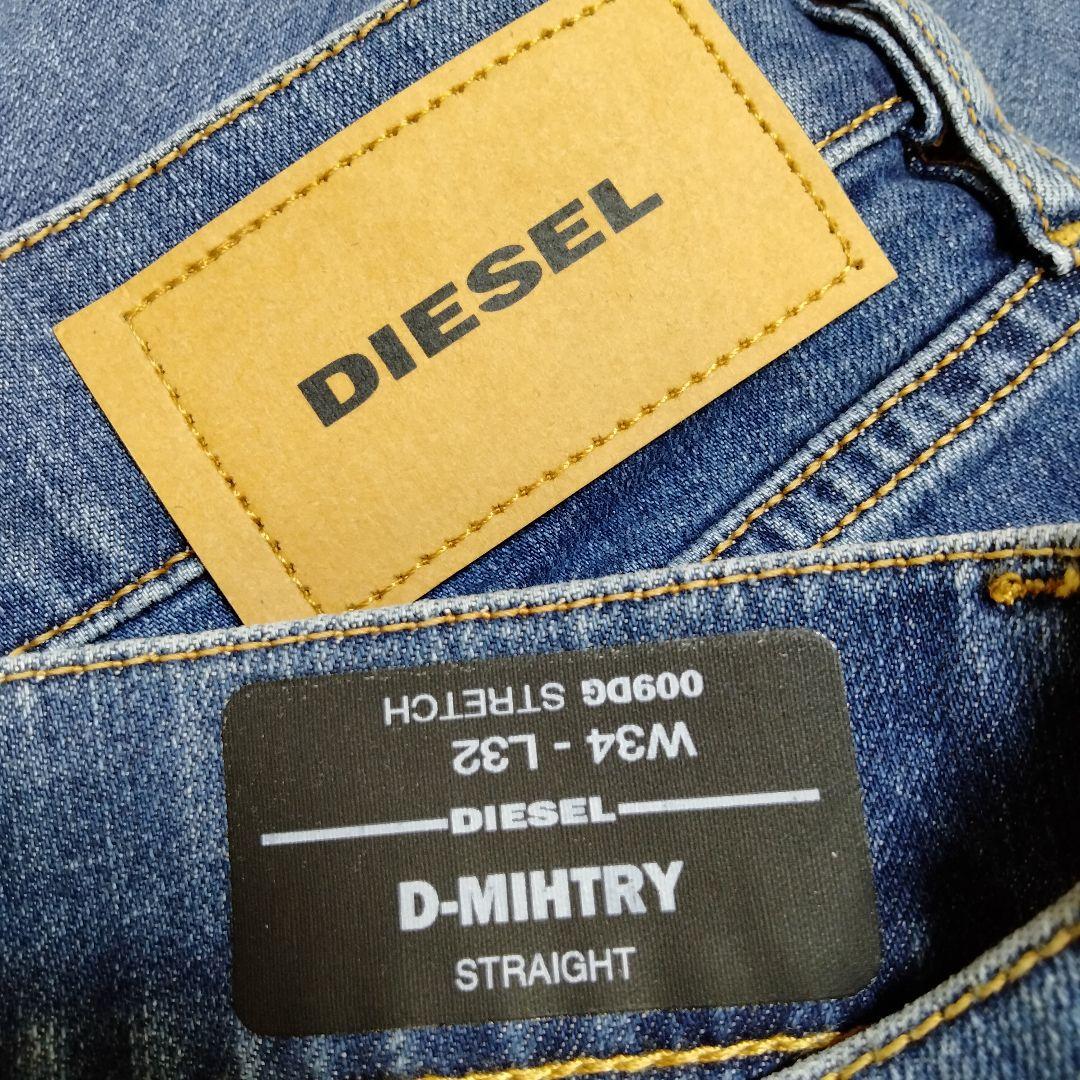 DIESEL
009DG STRETCH
W34 - L32
DIESEL
D-MIHTRY
STRAIGHT